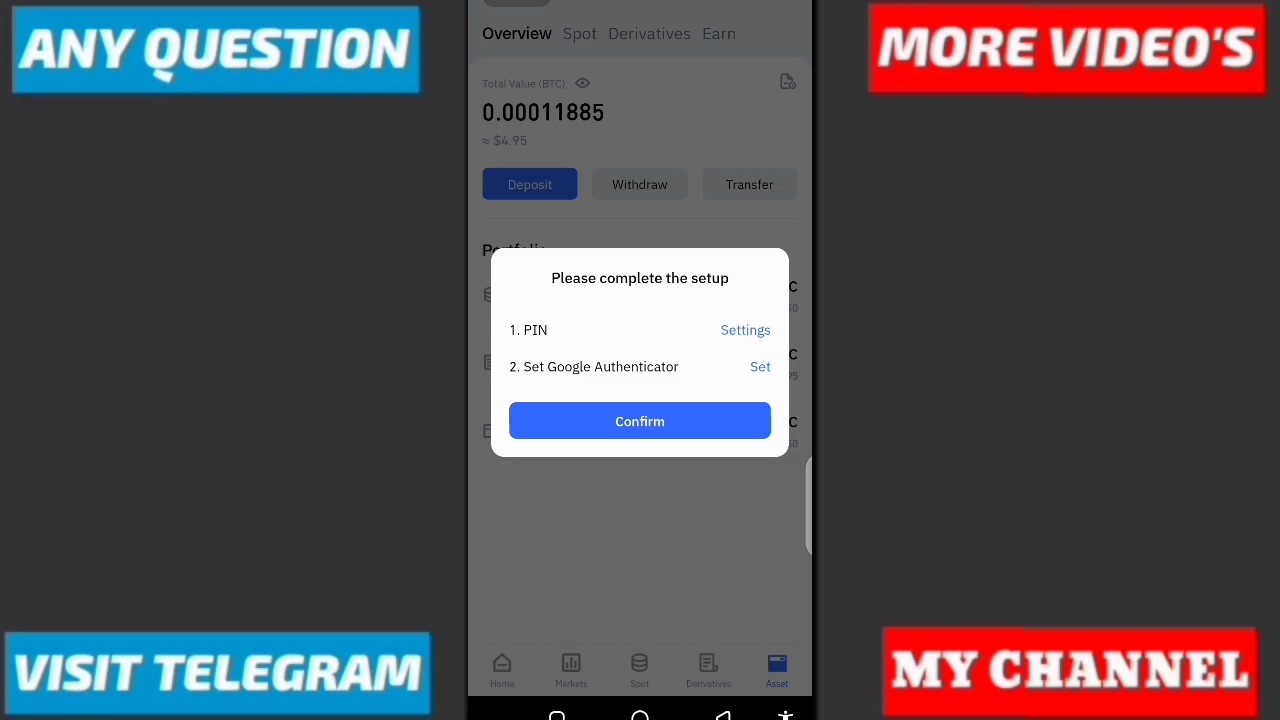 ANY QUESTION
MORE VIDEO'S
Overview Spot Derivatives Earn
Total Value (BTC)
0.00011885
≈ $4.95
Deposit Withdraw Transfer
Portfolio
Please complete the setup
1. PIN Settings
2. Set Google Authenticator Set
Confirm
VISIT TELEGRAM
MY CHANNEL
Home Markets Spot Derivatives Asset